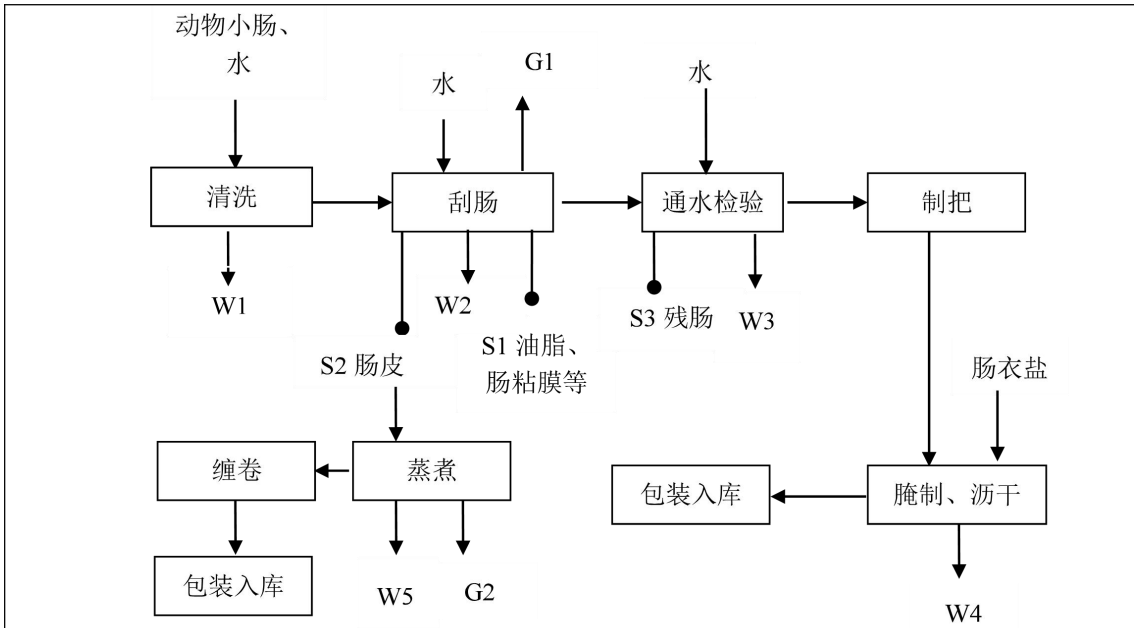 动物小肠、
水
水
G1
水
清洗
刮肠
通水检验
制把
W1
W2
S1 油脂、
肠粘膜等
S2 肠皮
S3 残肠
W3
肠衣盐
缠卷
蒸煮
包装入库
腌制、沥干
包装入库
W5
G2
W4